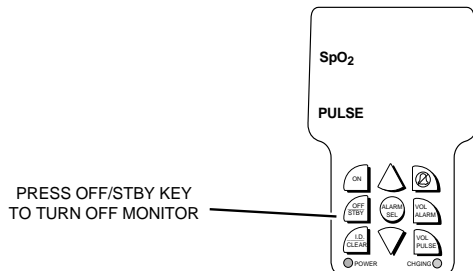 SpO2
PULSE
ON
PRESS OFF/STBY KEY
TO TURN OFF MONITOR
OFF
STBY
ALARM
SEL
VOL
ALARM
I.D.
CLEAR
VOL
PULSE
POWER
CHGING